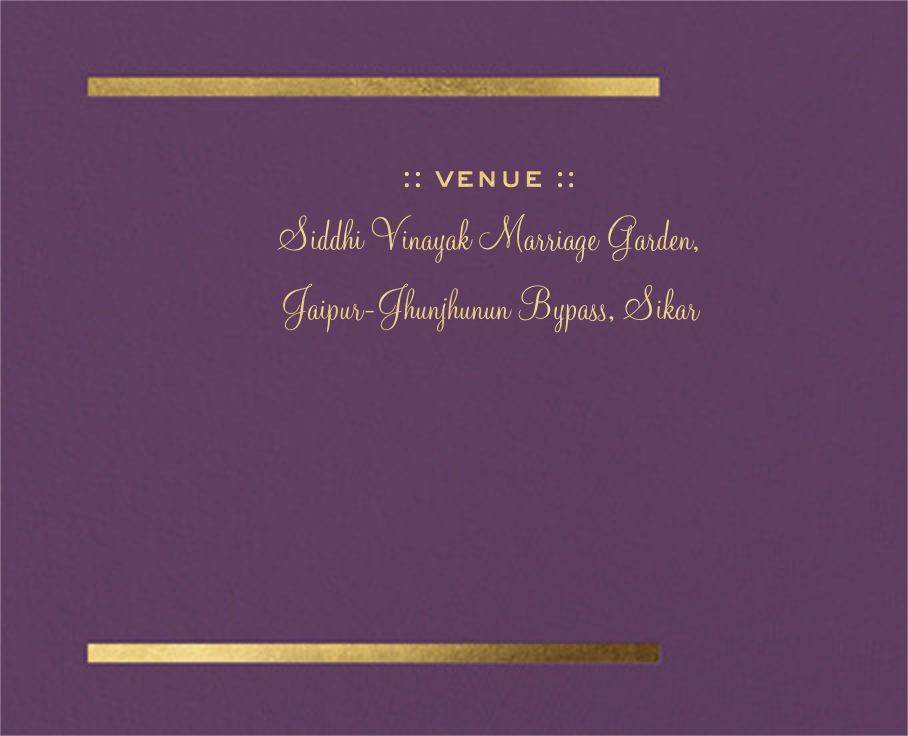 :: VENUE ::
Siddhi Vinayak Marriage Garden,
Jaipur-Jhunjhunun Bypass, Sikar